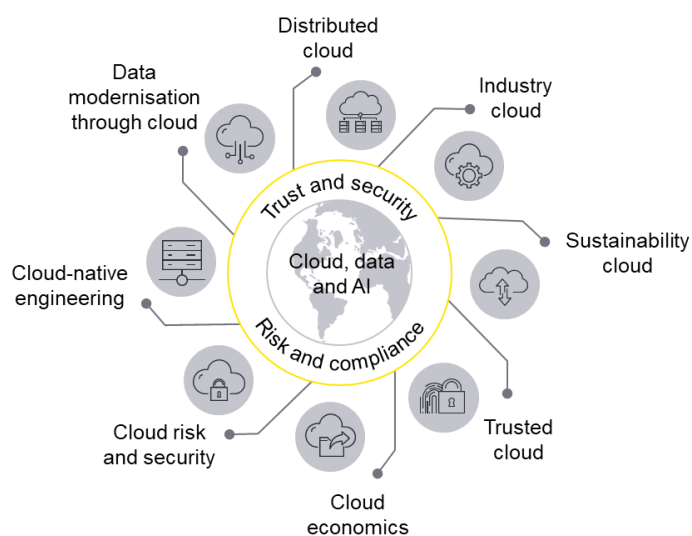 Distributed
cloud
Data
modernisation
through cloud
Industry
cloud
Trust and security
Cloud, data
and AI
Risk and compliance
Sustainability
cloud
Cloud-native
engineering
Trusted
cloud
Cloud risk
and security
Cloud
economics